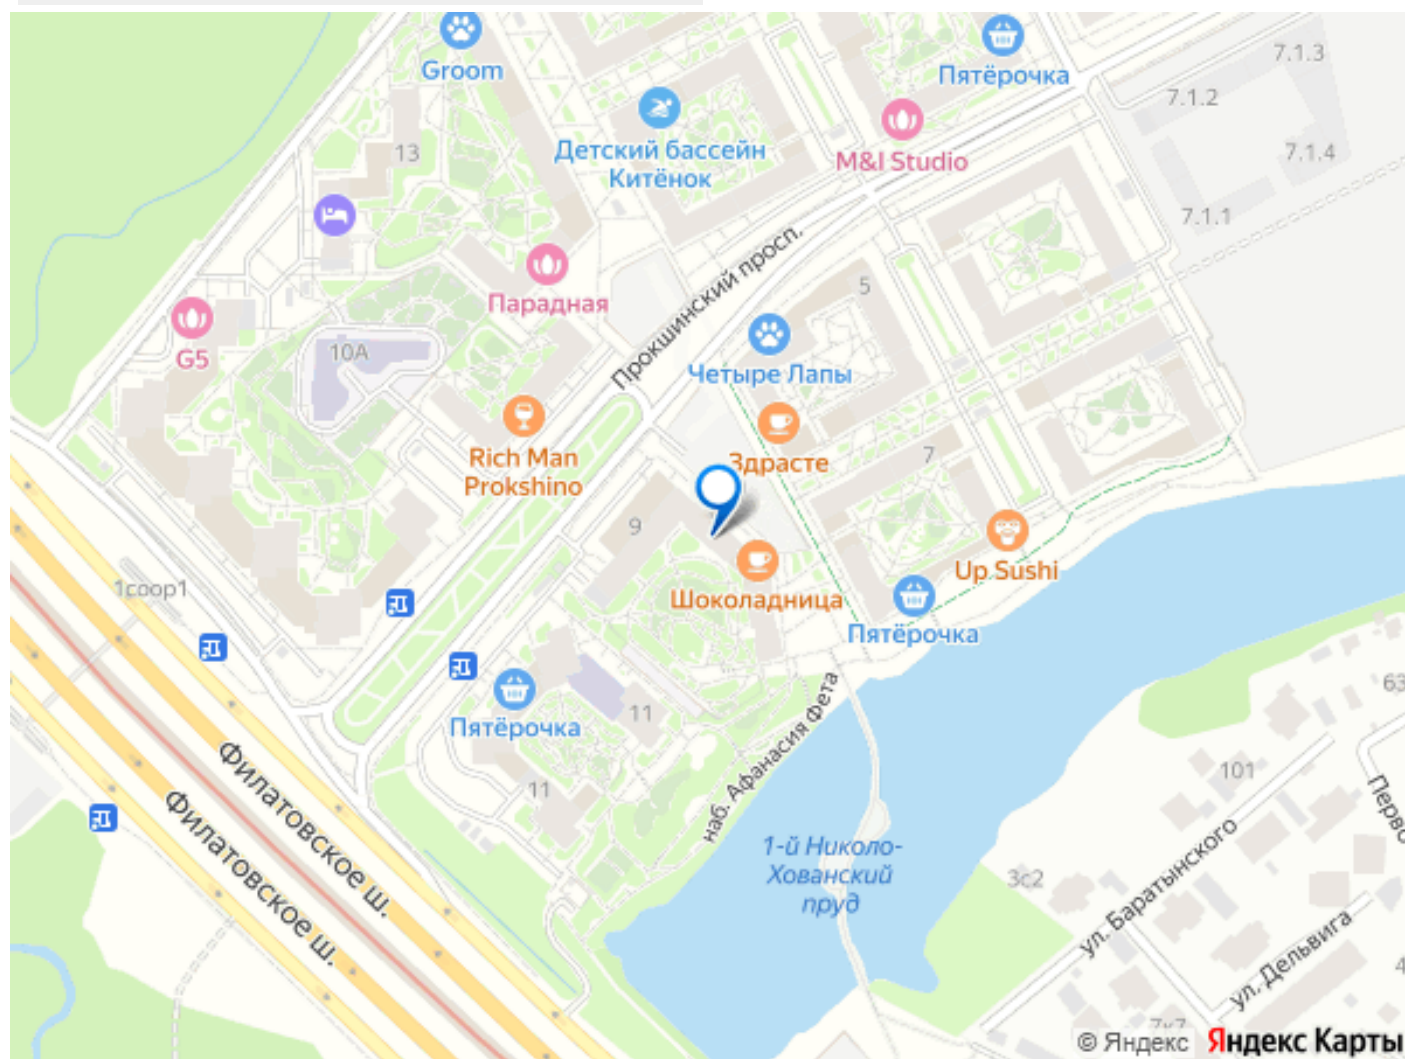 Groom
Пятёрочка
7.1.3
7.1.2
Детский бассейн
Китёнок
M&I Studio
7.1.4
13
7.1.1
Прокшинский просп.
Парадная
5
G5
10А
Четыре Лапы
Rich Man
Prokshino
Здрасте
7
9
Up Sushi
1соор1
Шоколадница
Пятёрочка
Пятёрочка
11
63
наб. Афанасия Фета
11
101
Перво
Филатовское ш.
Филатовское ш.
1-й Николо-
Хованский
пруд
3с2
ул. Баратынского
ул. Дельвига
4
7к7
© Яндекс Яндекс Карты